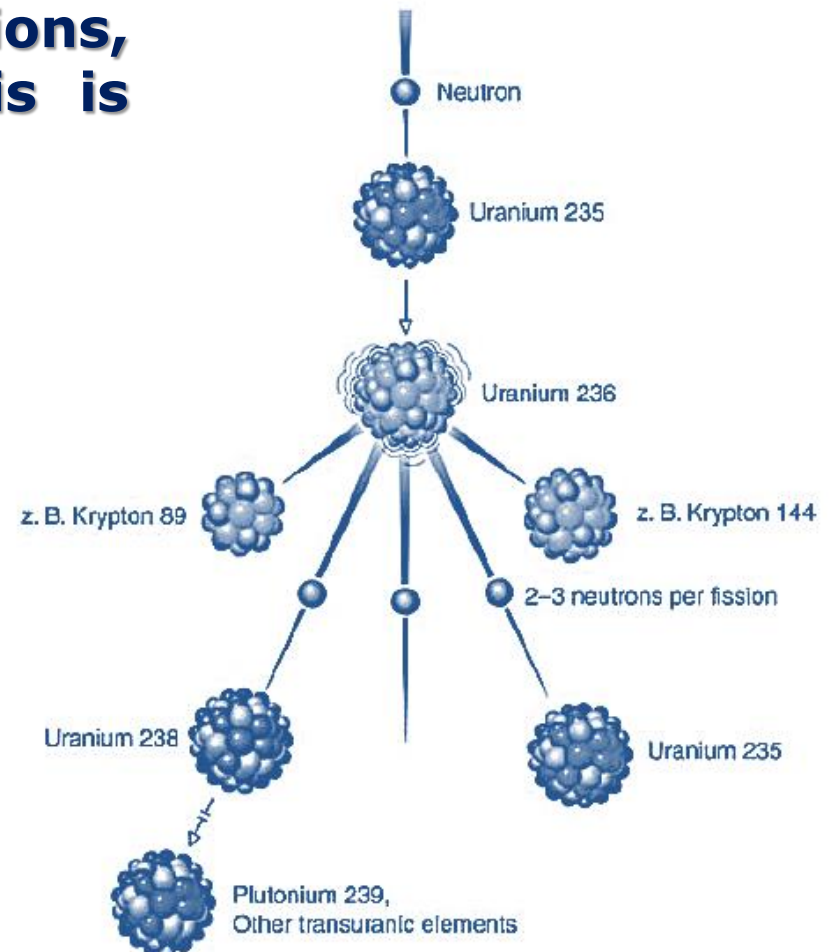 ions,
is is
Neutron
Uranium 235
Uranium 236
z. B. Krypton 89
z. B. Krypton 144
2–3 neutrons per fission
Uranium 238
Uranium 235
Plutonium 239,
Other transuranic elements